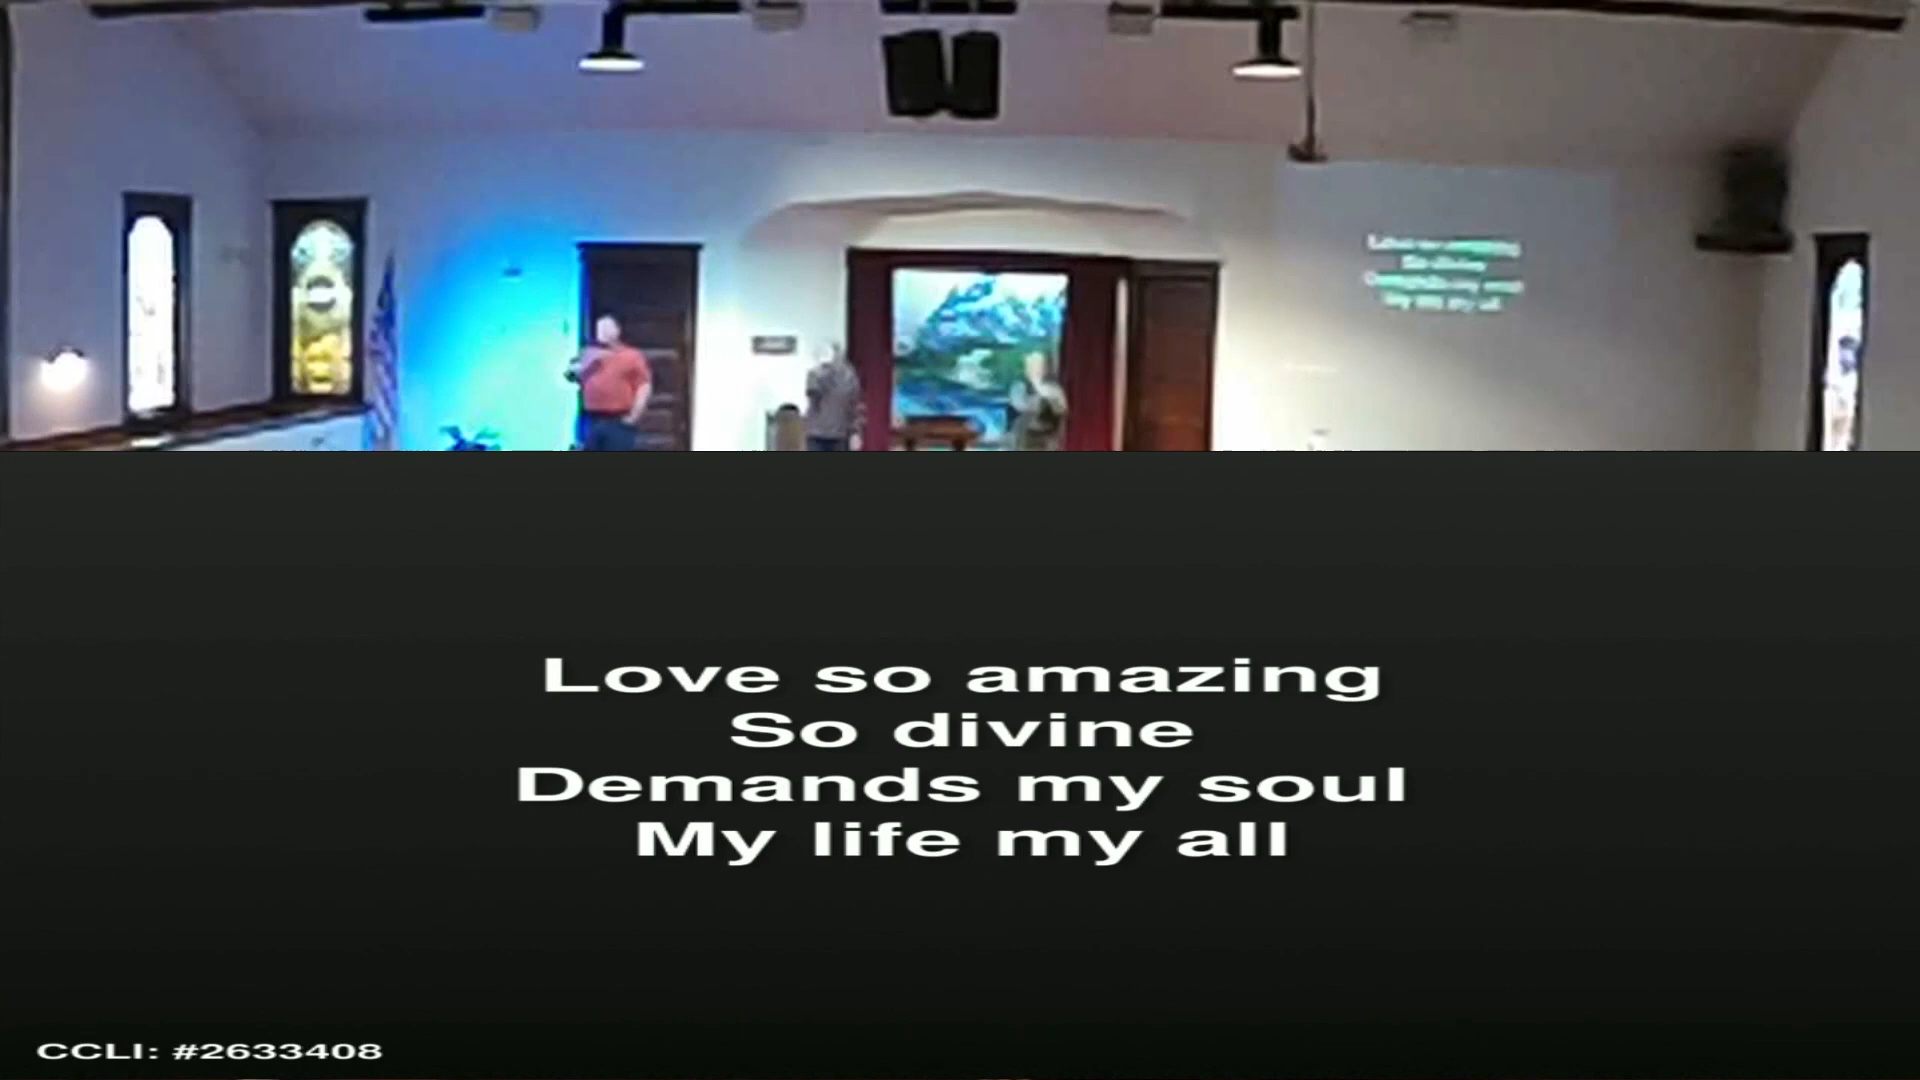 Love so amazing
So divine
Demands my soul
My life my all
CCLI: #2633408